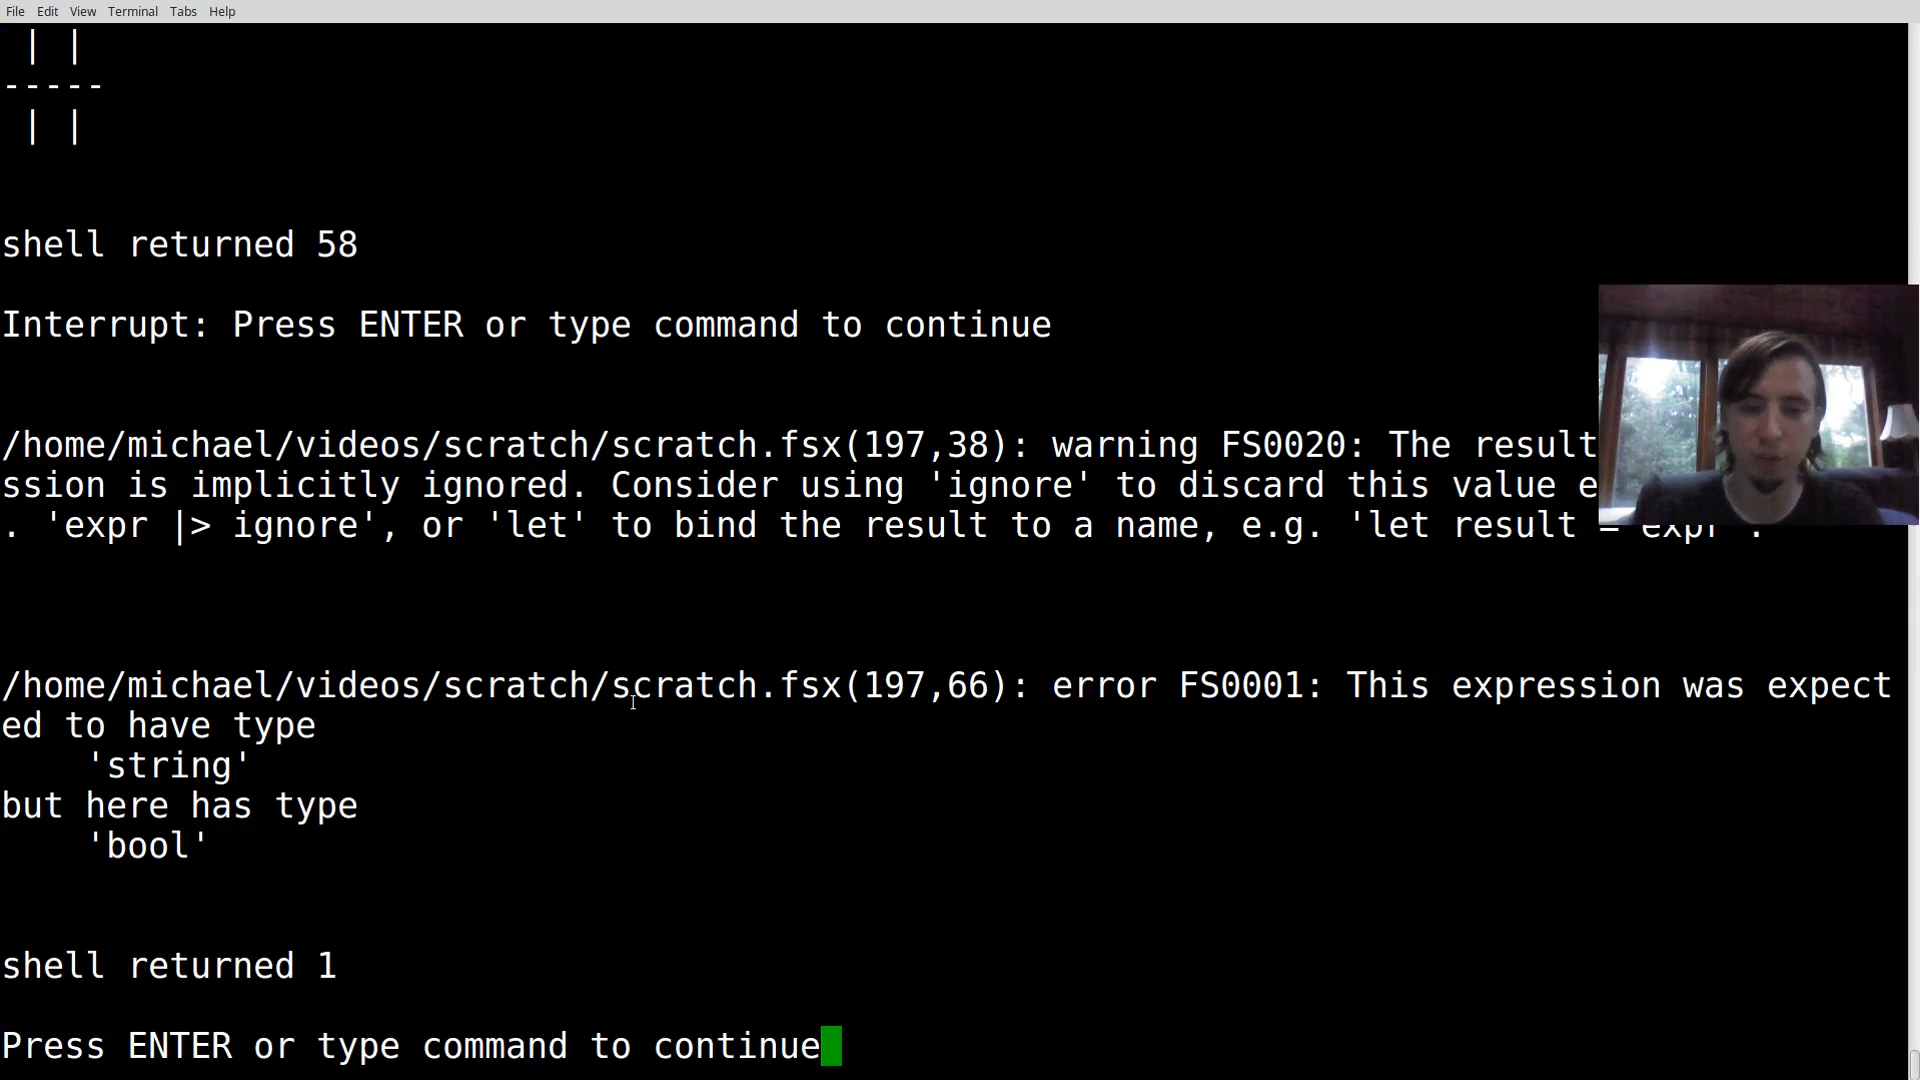 File Edit View Terminal Tabs Help
| |
-----
| |
shell returned 58
Interrupt: Press ENTER or type command to continue
/home/michael/videos/scratch/scratch.fsx(197,38): warning FS0020: The result
ssion is implicitly ignored. Consider using 'ignore' to discard this value e
. 'expr |> ignore', or 'let' to bind the result to a name, e.g. 'let result = expr'.
/home/michael/videos/scratch/scratch.fsx(197,66): error FS0001: This expression was expect
ed to have type
'string'
but here has type
'bool'
shell returned 1
Press ENTER or type command to continue